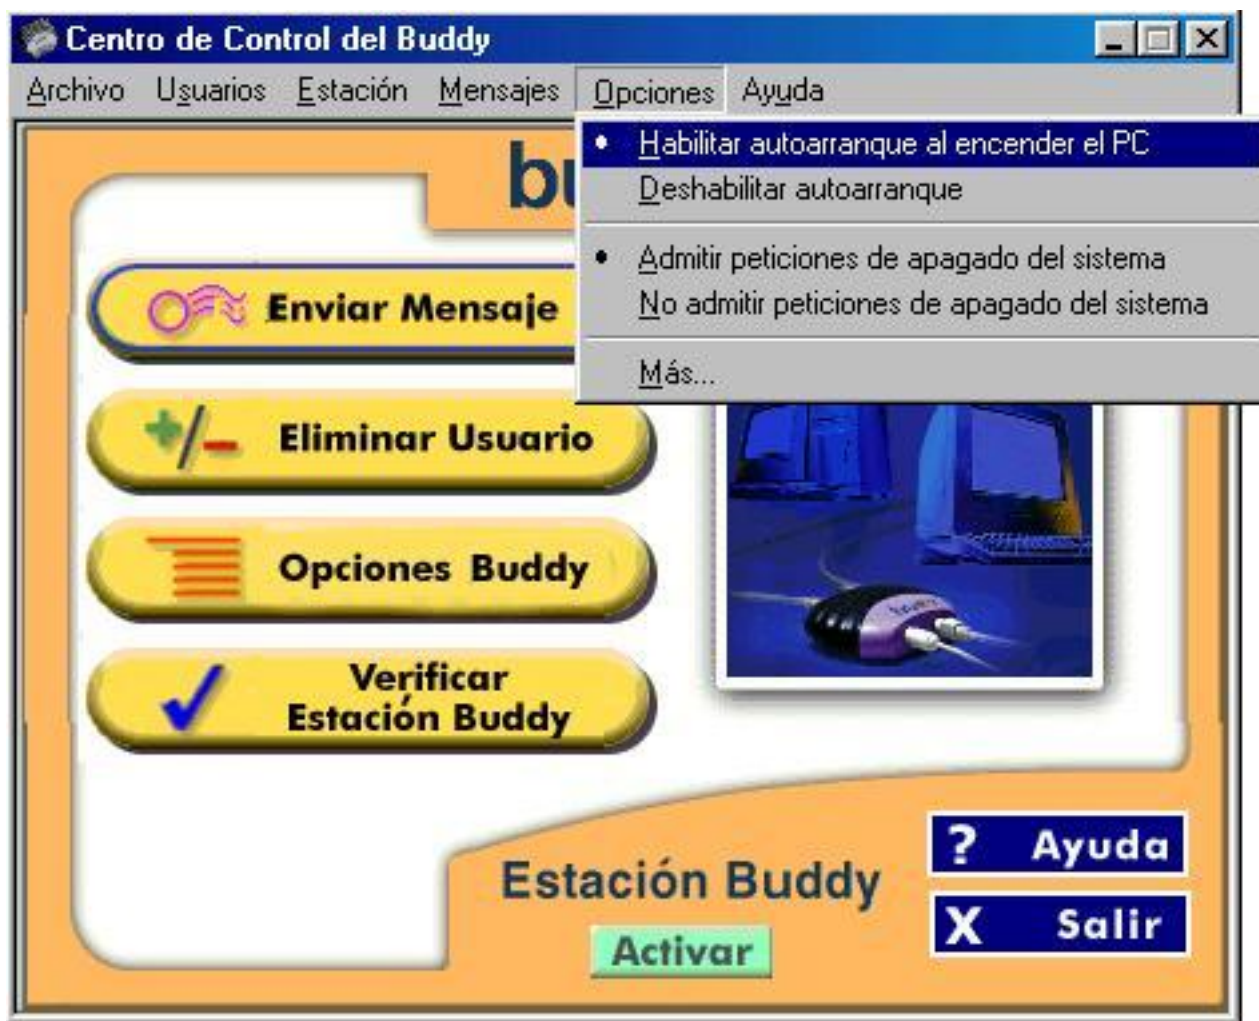 Centro de Control del Buddy
Archivo Usuarios Estación Mensajes Opciones Ayuda
Habilitar autoarranque al encender el PC
Deshabilitar autoarranque
Admitir peticiones de apagado del sistema
No admitir peticiones de apagado del sistema
Más...
Enviar Mensaje
+/- Eliminar Usuario
Opciones Buddy
Verificar
Estación Buddy
? Ayuda
Estación Buddy
X Salir
Activar